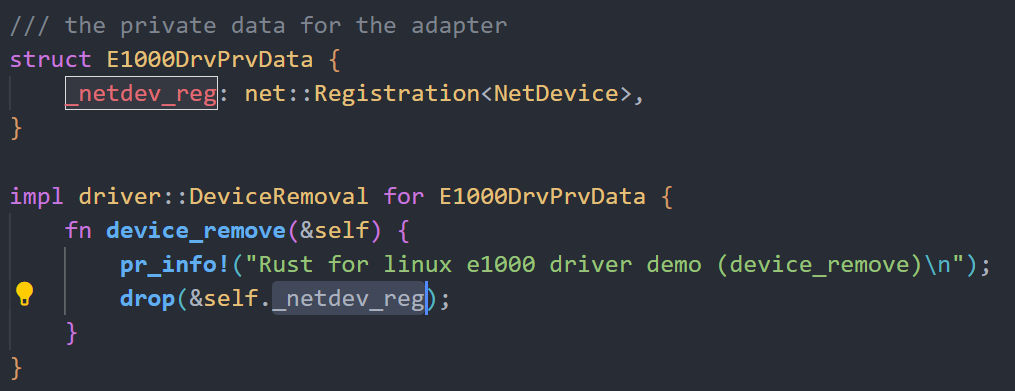 /// the private data for the adapter
struct E1000DrvPrvData {
    _netdev_reg: net::Registration<NetDevice>,
}

impl driver::DeviceRemoval for E1000DrvPrvData {
    fn device_remove(&self) {
        pr_info!("Rust for linux e1000 driver demo (device_remove)\n");
        drop(&self._netdev_reg);
    }
}